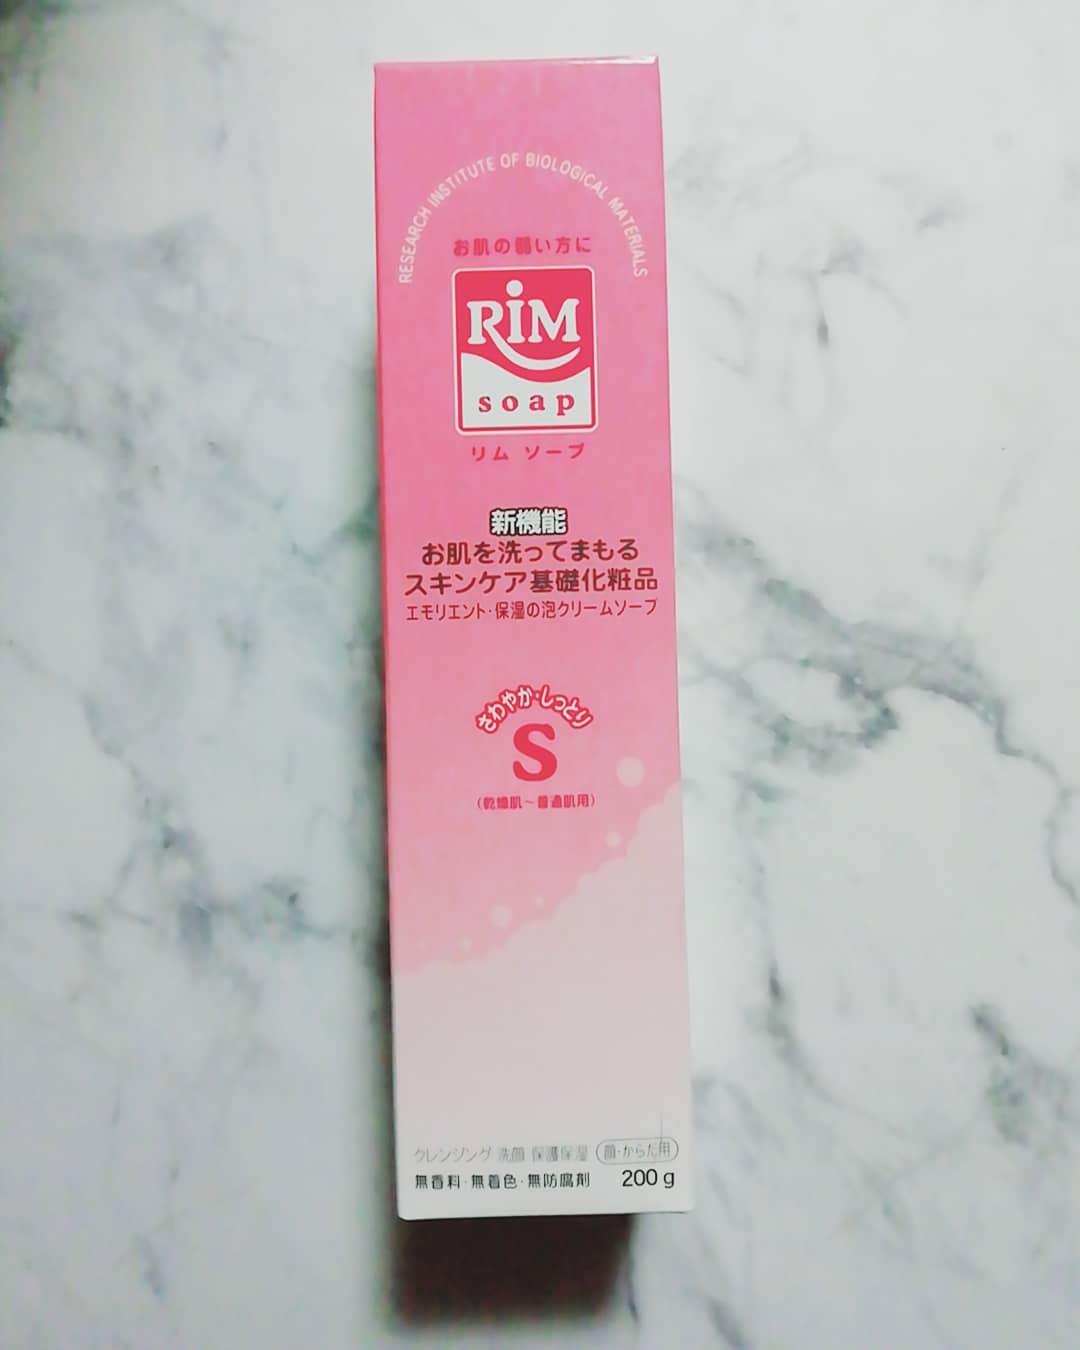 RESEARCH INSTITUTE OF BIOLOGICAL MATERIALS
お肌の弱い方に
RiM
soap
リム ソープ
新機能
お肌を洗ってまもる
スキンケア基礎化粧品
エモリエント・保湿の泡クリームソープ
さわやか・しっとり
S
(乾燥肌〜普通肌用)
クレンジング 洗顔 保護保湿 顔・からだ用
無香料・無着色・無防腐剤 200g